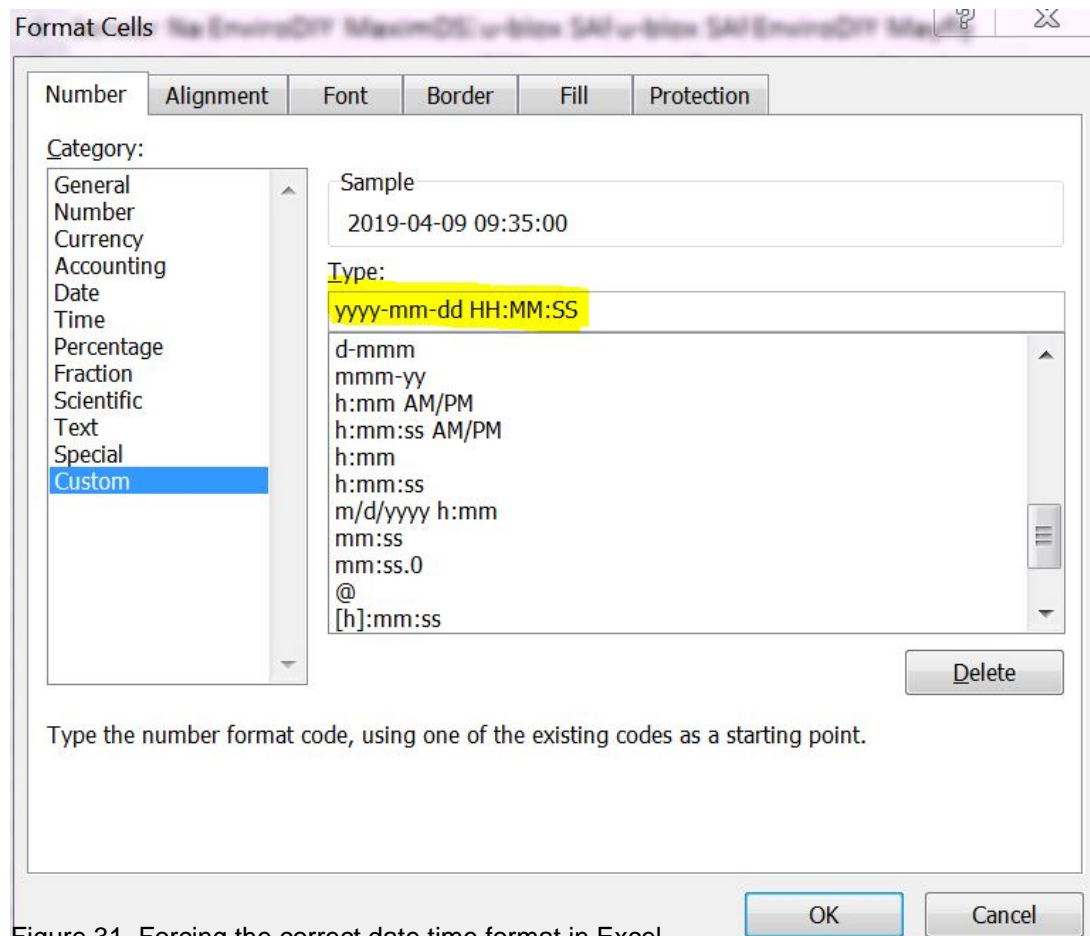 Format Cells
Number Alignment Font Border Fill Protection
Category:
General
Number
Currency
Accounting
Date
Time
Percentage
Fraction
Scientific
Text
Special
Custom
Sample
2019-04-09 09:35:00
Type:
yyyy-mm-dd HH:MM:SS
d-mmm
mmm-yy
h:mm AM/PM
h:mm:ss AM/PM
h:mm
h:mm:ss
m/d/yyyy h:mm
mm:ss
mm:ss.0
@
[h]:mm:ss
Delete
Type the number format code, using one of the existing codes as a starting point.
OK Cancel
Figure 31. Forcing the correct date time format in Excel